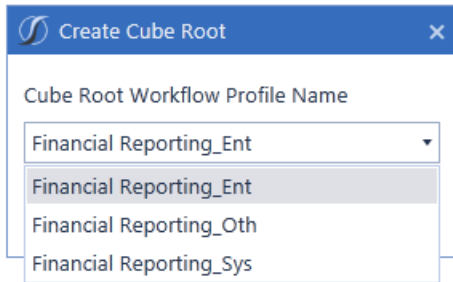 Create Cube Root
Cube Root Workflow Profile Name
Financial Reporting_Ent
Financial Reporting_Ent
Financial Reporting_Oth
Financial Reporting_Sys